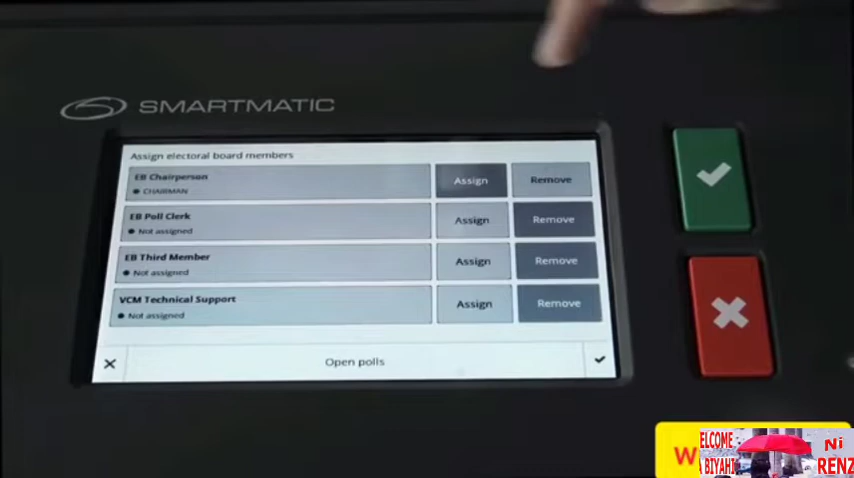 SMARTMATIC
Assign electoral board members
EB Chairperson
CHAIRMAN
Assign
Remove
EB Poll Clerk
Not assigned
Assign
Remove
EB Third Member
Not assigned
Assign
Remove
VCM Technical Support
Not assigned
Assign
Remove
Open polls
W
ELCOME
A BIYAHI
Ni
RENZ